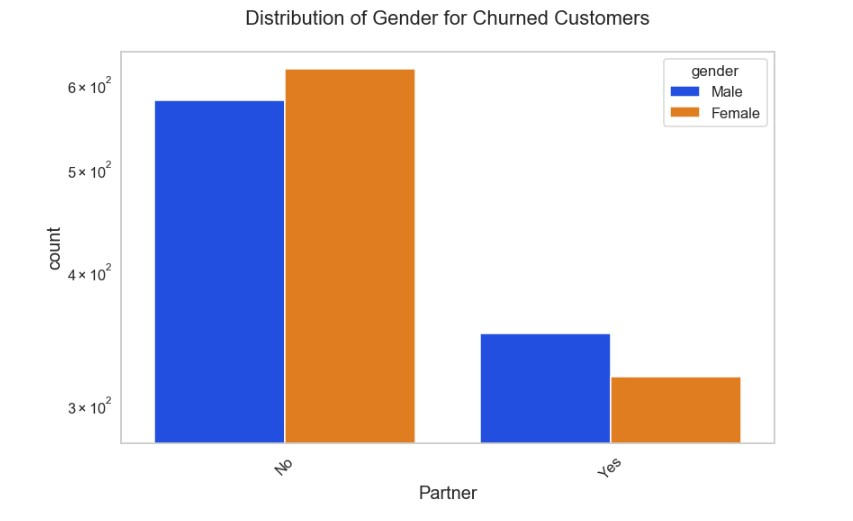 Distribution of Gender for Churned Customers
gender
Male
Female
6 × 10²
5 × 10²
4 × 10²
3 × 10²
count
No
Yes
Partner